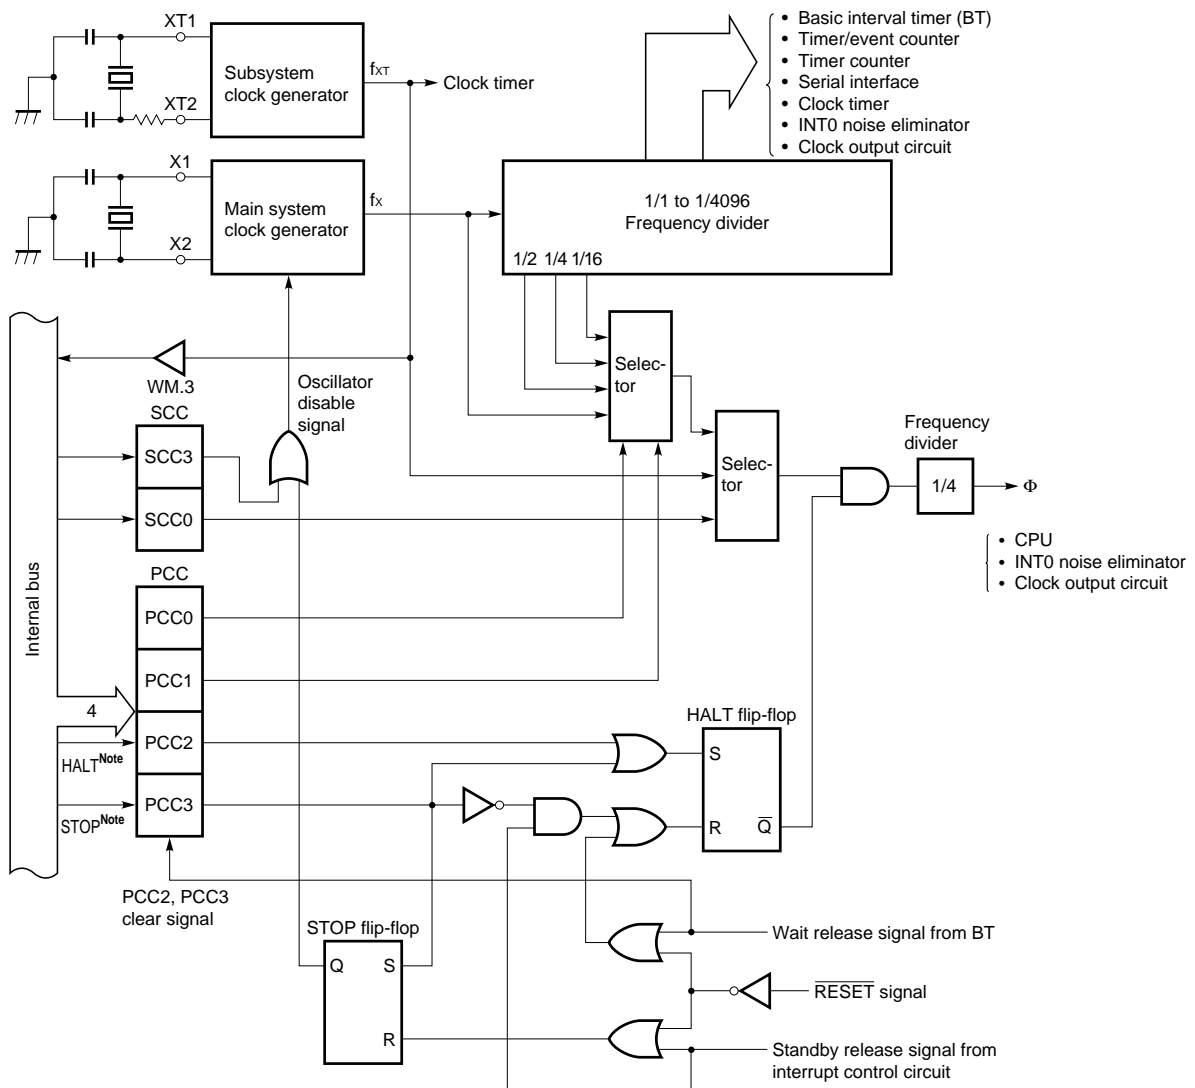 XT1
XT2
Subsystem
clock generator
fXT
Clock timer
• Basic interval timer (BT)
• Timer/event counter
• Timer counter
• Serial interface
• Clock timer
• INT0 noise eliminator
• Clock output circuit
X1
X2
Main system
clock generator
fX
1/1 to 1/4096
Frequency divider
1/2 1/4 1/16
Selec-
tor
WM.3
Oscillator
disable
signal
SCC
SCC3
SCC0
Selec-
tor
Frequency
divider
1/4
Φ
• CPU
• INT0 noise eliminator
• Clock output circuit
Internal bus
PCC
PCC0
PCC1
4
PCC2
HALTNote
PCC3
STOPNote
HALT flip-flop
S
R
Q̅
PCC2, PCC3
clear signal
STOP flip-flop
Q
S
R
Wait release signal from BT
R̅E̅S̅E̅T̅ signal
Standby release signal from
interrupt control circuit